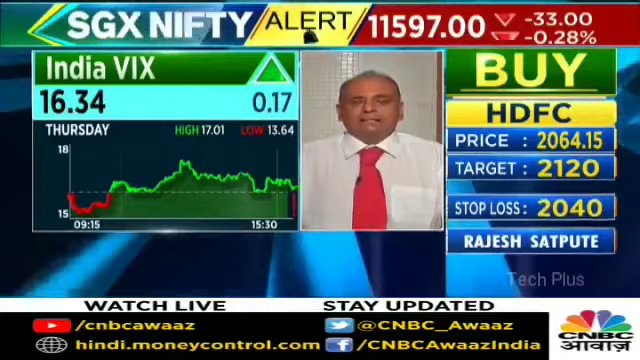 SGX NIFTY
ALERT
11597.00
-33.00
-0.28%
India VIX
16.34 0.17
THURSDAY HIGH 17.01 LOW 13.64
18
15
09:15 15:30
BUY
HDFC
PRICE : 2064.15
TARGET : 2120
STOP LOSS : 2040
RAJESH SATPUTE
Tech Plus
WATCH LIVE STAY UPDATED
/cnbcawaaz @CNBC_Awaaz
hindi.moneycontrol.com /CNBCAwaazIndia
CNBC
आवाज़